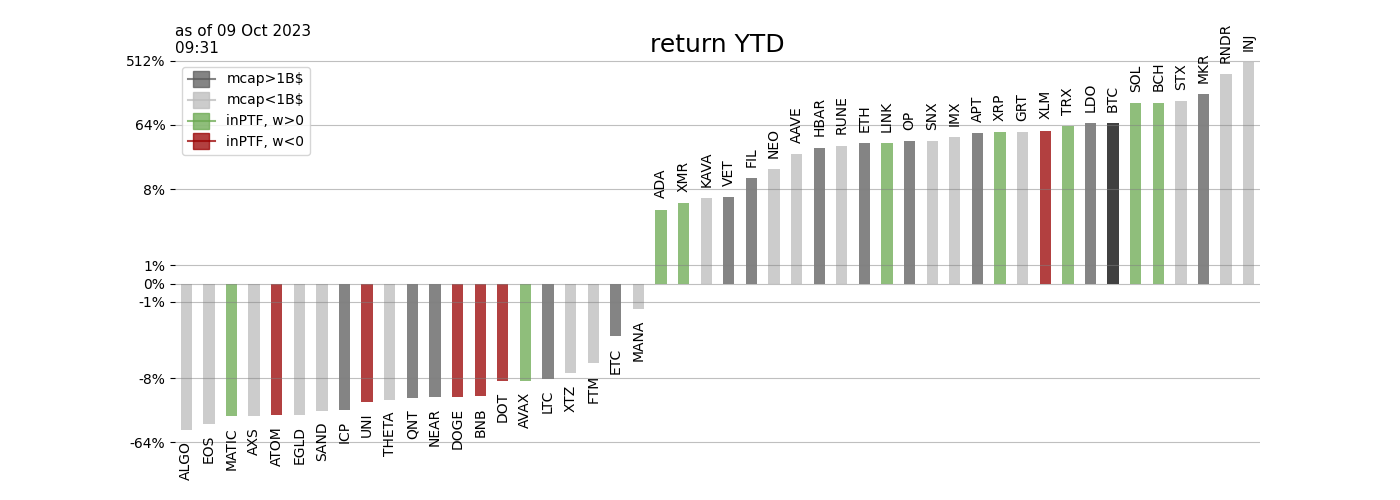 as of 09 Oct 2023
09:31
return YTD
512%
64%
8%
1%
0%
-1%
-8%
-64%
mcap>1B$
mcap<1B$
inPTF, w>0
inPTF, w<0
ALGO
EOS
MATIC
AXS
ATOM
EGLD
SAND
ICP
UNI
THETA
QNT
NEAR
DOGE
BNB
DOT
AVAX
LTC
XTZ
FTM
ETC
MANA
ADA
XMR
KAVA
VET
FIL
NEO
AAVE
HBAR
RUNE
ETH
LINK
OP
SNX
IMX
APT
XRP
GRT
XLM
TRX
LDO
BTC
SOL
BCH
STX
MKR
RNDR
INJ